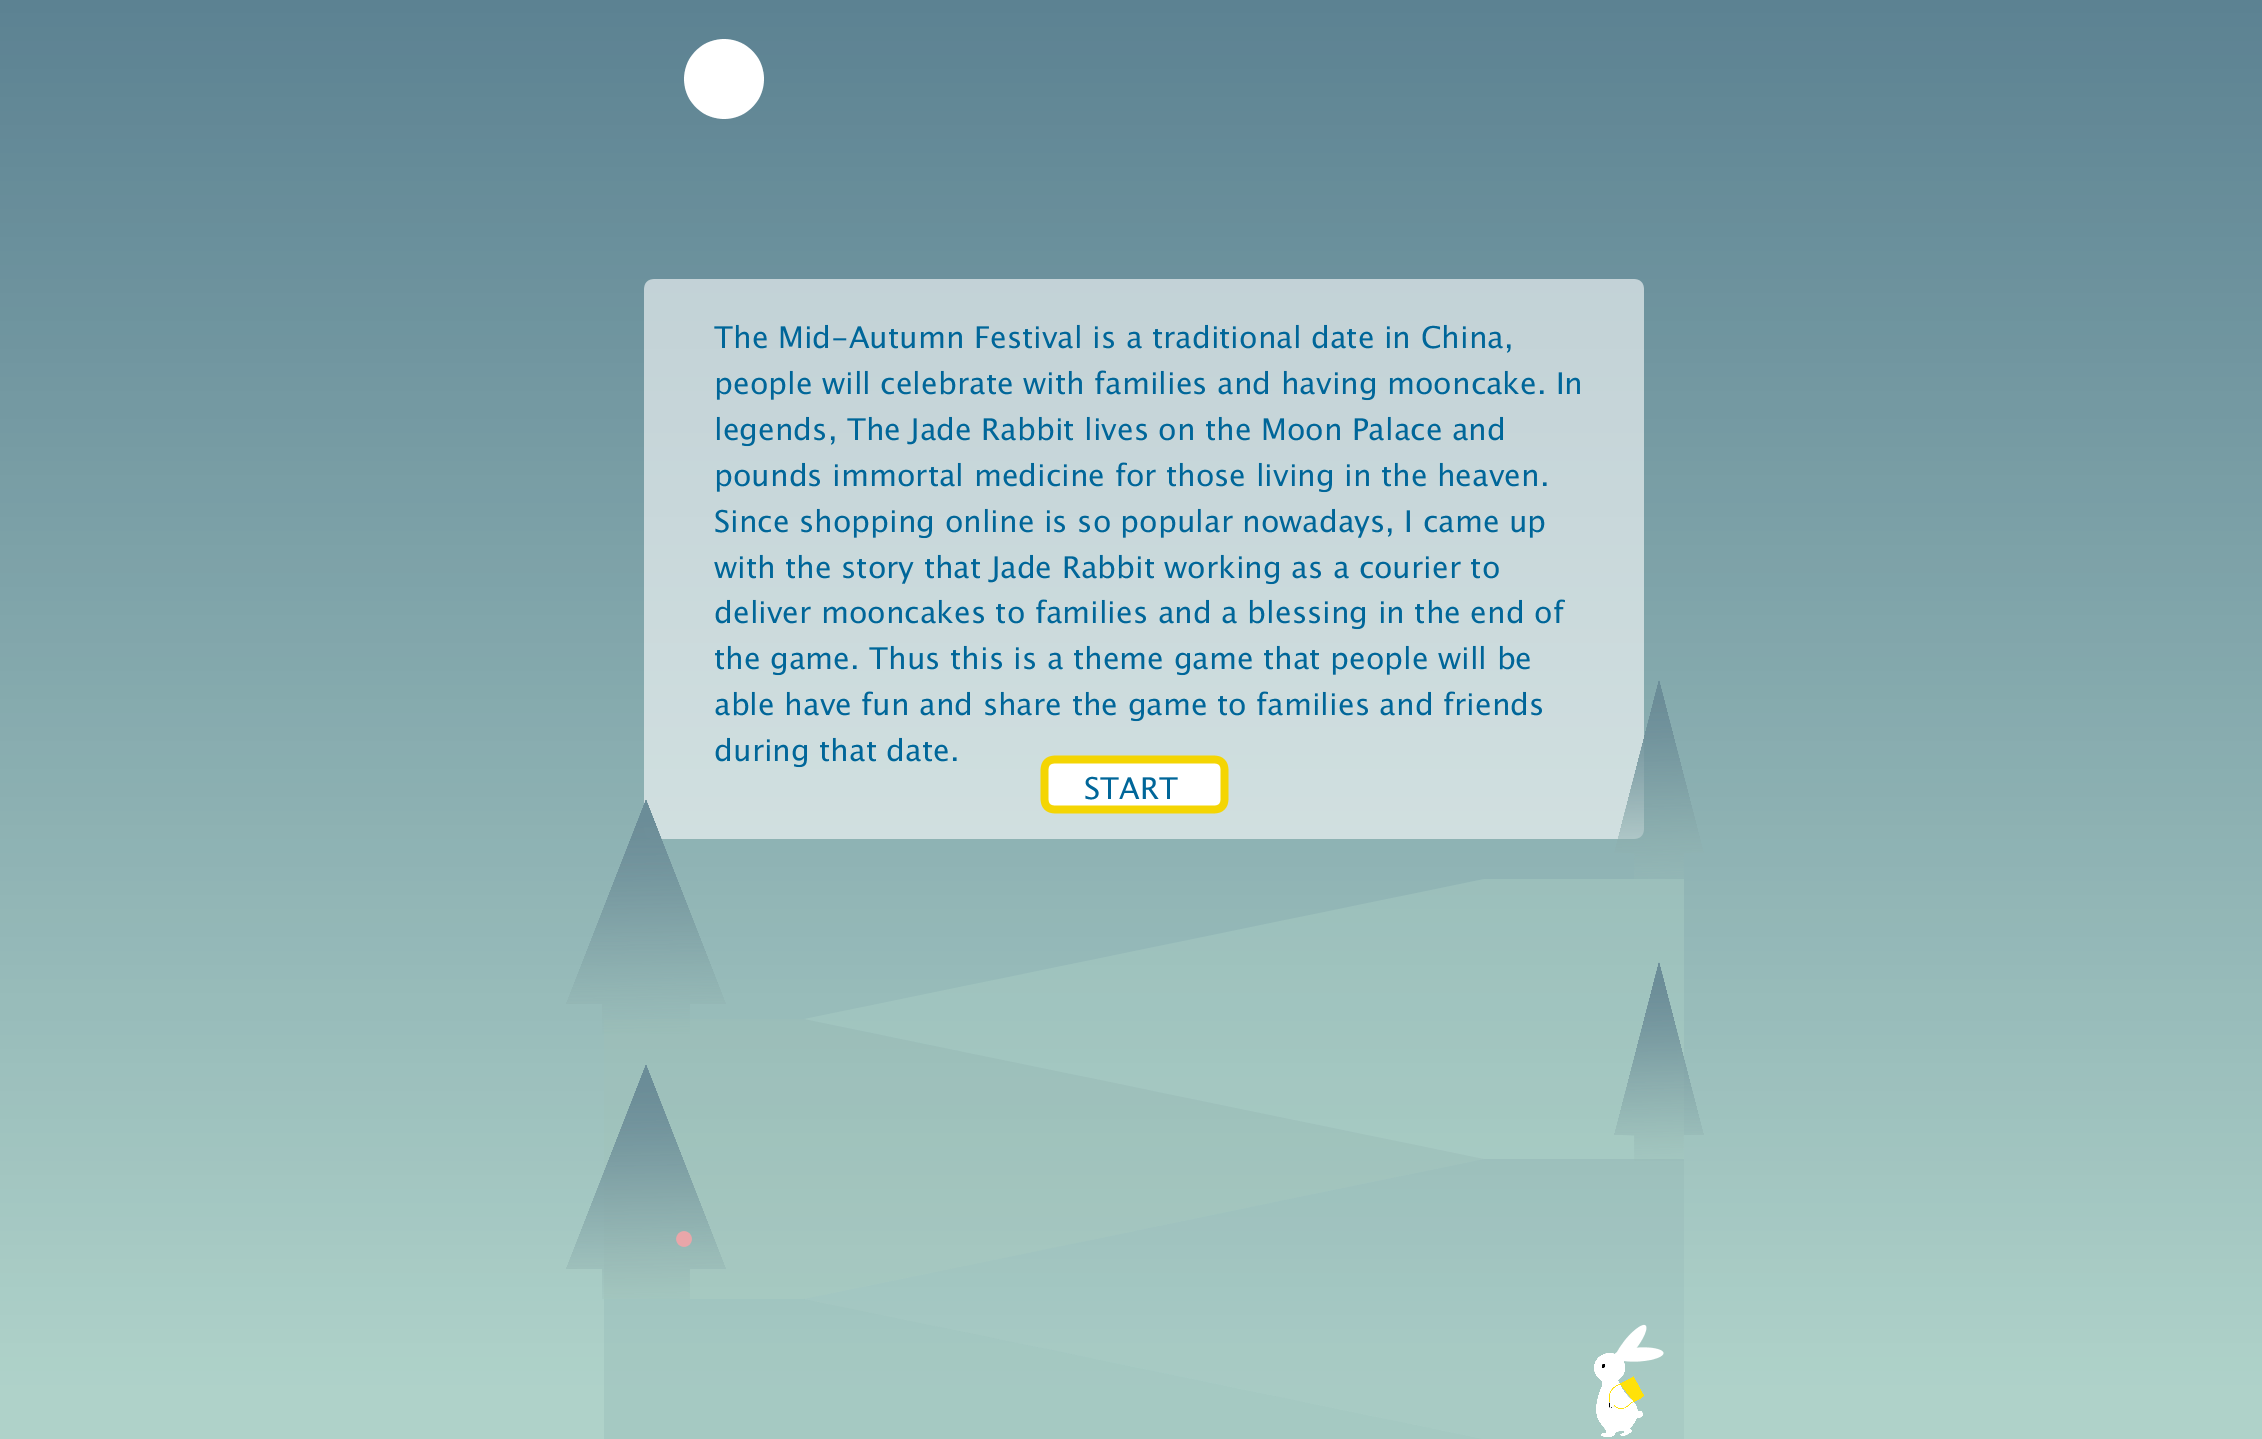 The Mid-Autumn Festival is a traditional date in China,
people will celebrate with families and having mooncake. In
legends, The Jade Rabbit lives on the Moon Palace and
pounds immortal medicine for those living in the heaven.
Since shopping online is so popular nowadays, I came up
with the story that Jade Rabbit working as a courier to
deliver mooncakes to families and a blessing in the end of
the game. Thus this is a theme game that people will be
able have fun and share the game to families and friends
during that date.
START